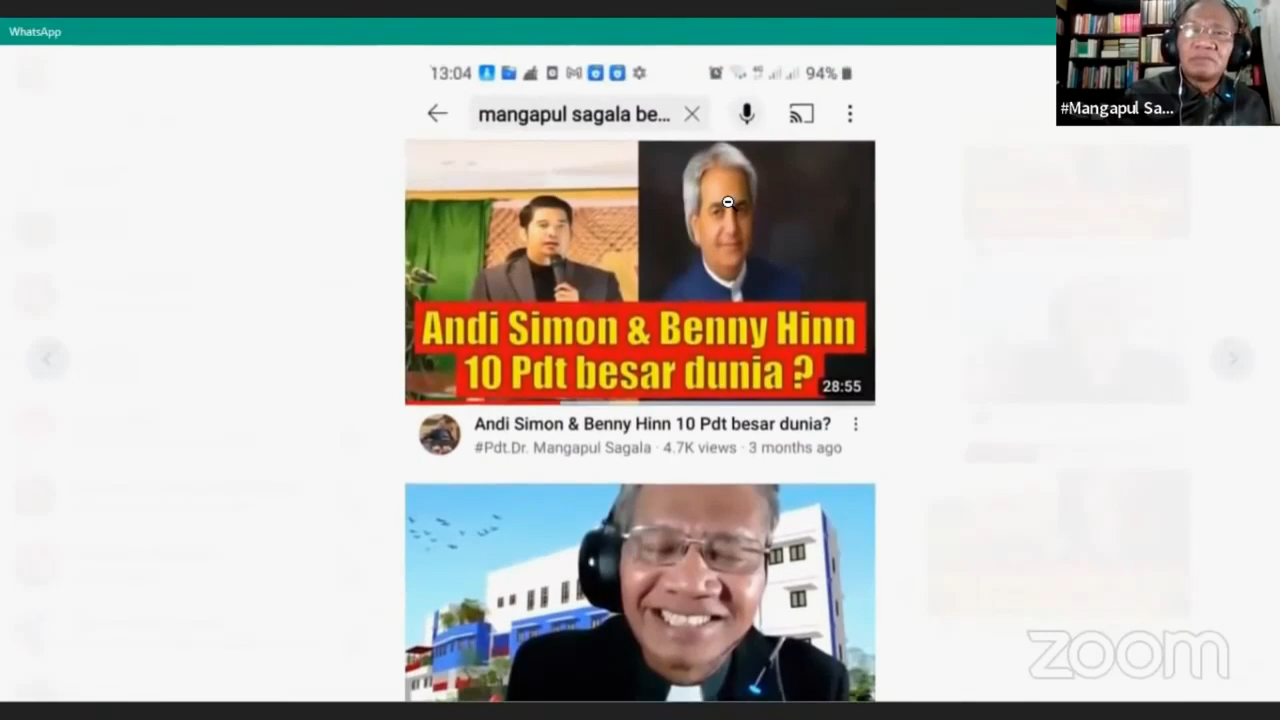 WhatsApp
#Mangapul Sa...
13:04
94%
mangapul sagala be...
Andi Simon & Benny Hinn
10 Pdt besar dunia ?
28:55
Andi Simon & Benny Hinn 10 Pdt besar dunia?
#Pdt.Dr. Mangapul Sagala · 4.7K views · 3 months ago
zoom